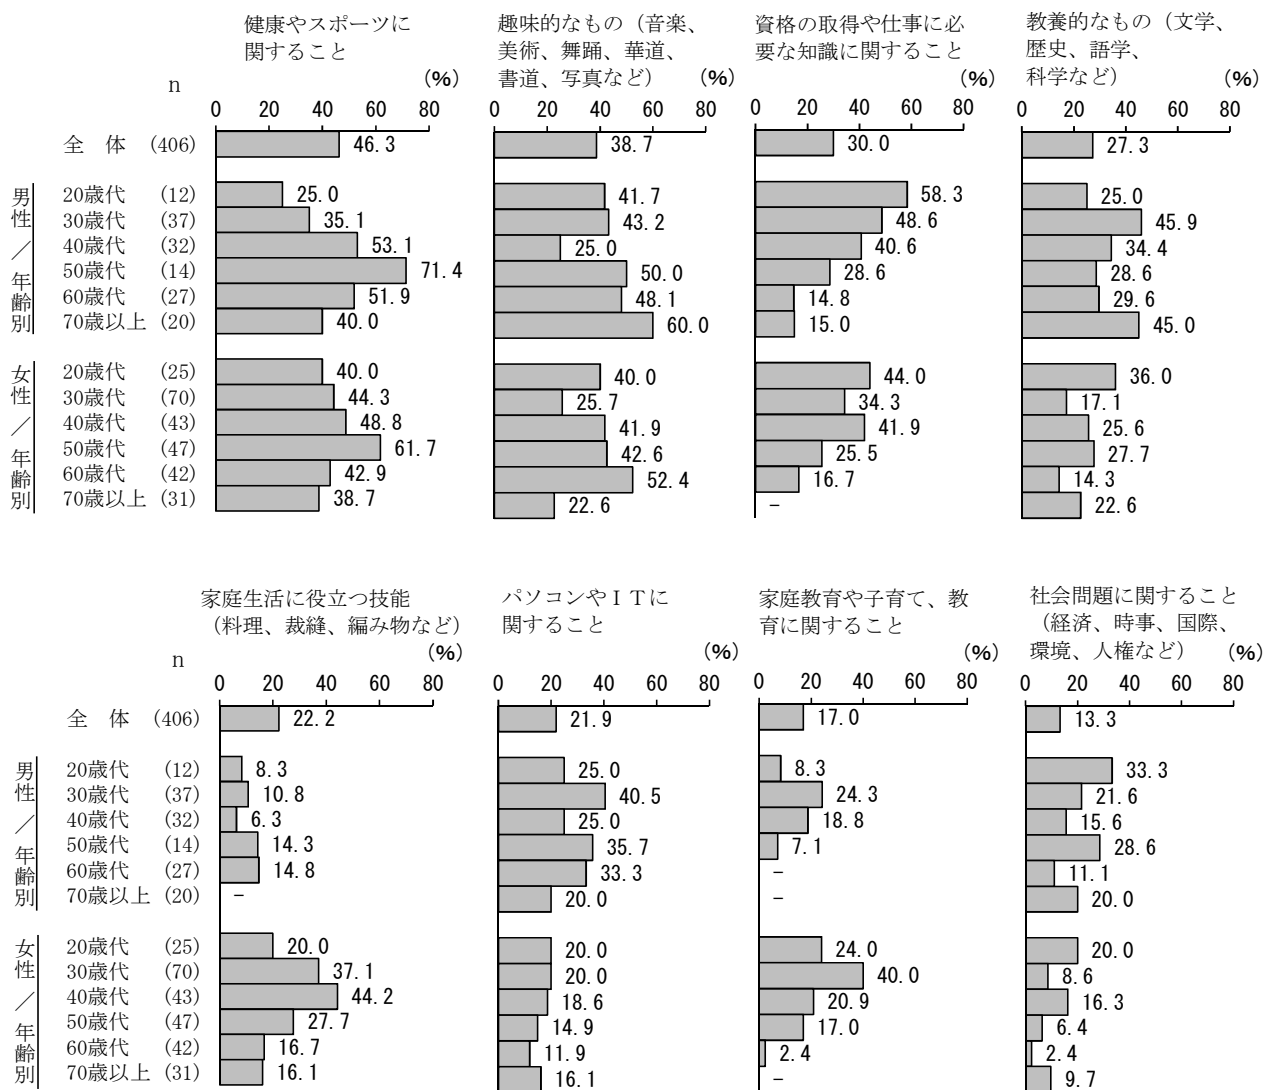 健康やスポーツに
関すること
趣味的なもの（音楽、
美術、舞踊、華道、
書道、写真など）
資格の取得や仕事に必
要な知識に関すること
教養的なもの（文学、
歴史、語学、
科学など）
n (%) (%) (%) (%)
0 20 40 60 80 0 20 40 60 80 0 20 40 60 80 0 20 40 60 80
全 体 (406) 46.3 38.7 30.0 27.3
男性／年齢別
20歳代 (12) 25.0 41.7 58.3 25.0
30歳代 (37) 35.1 43.2 48.6 45.9
40歳代 (32) 53.1 25.0 40.6 34.4
50歳代 (14) 71.4 50.0 28.6 28.6
60歳代 (27) 51.9 48.1 14.8 29.6
70歳以上 (20) 40.0 60.0 15.0 45.0
女性／年齢別
20歳代 (25) 40.0 40.0 44.0 36.0
30歳代 (70) 44.3 25.7 34.3 17.1
40歳代 (43) 48.8 41.9 41.9 25.6
50歳代 (47) 61.7 42.6 25.5 27.7
60歳代 (42) 42.9 52.4 16.7 14.3
70歳以上 (31) 38.7 22.6 － 22.6
家庭生活に役立つ技能
（料理、裁縫、編み物など）
パソコンやＩＴに
関すること
家庭教育や子育て、教
育に関すること
社会問題に関すること
（経済、時事、国際、
環境、人権など）
n (%) (%) (%) (%)
0 20 40 60 80 0 20 40 60 80 0 20 40 60 80 0 20 40 60 80
全 体 (406) 22.2 21.9 17.0 13.3
男性／年齢別
20歳代 (12) 8.3 25.0 8.3 33.3
30歳代 (37) 10.8 40.5 24.3 21.6
40歳代 (32) 6.3 25.0 18.8 15.6
50歳代 (14) 14.3 35.7 7.1 28.6
60歳代 (27) 14.8 33.3 － 11.1
70歳以上 (20) － 20.0 － 20.0
女性／年齢別
20歳代 (25) 20.0 20.0 24.0 20.0
30歳代 (70) 37.1 20.0 40.0 8.6
40歳代 (43) 44.2 18.6 20.9 16.3
50歳代 (47) 27.7 14.9 17.0 6.4
60歳代 (42) 16.7 11.9 2.4 2.4
70歳以上 (31) 16.1 16.1 － 9.7